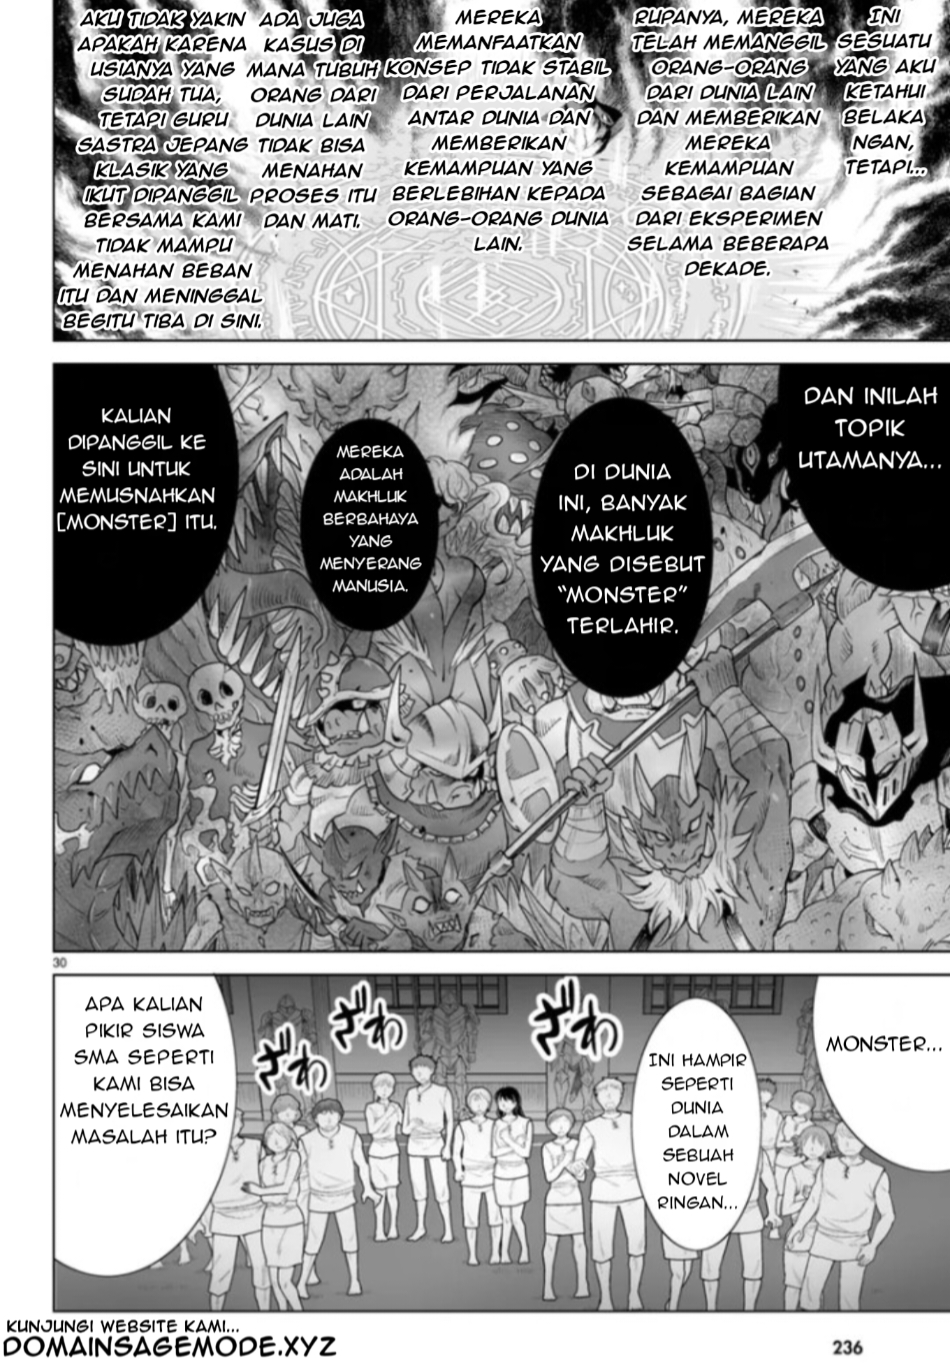 INI
SESUATU
YANG AKU
KETAHUI
BELAKA
NGAN,
TETAPI...
RUPANYA, MEREKA
TELAH MEMANGGIL
ORANG-ORANG
DARI DUNIA LAIN
DAN MEMBERIKAN
MEREKA
KEMAMPUAN
SEBAGAI BAGIAN
DARI EKSPERIMEN
SELAMA BEBERAPA
DEKADE.
MEREKA
MEMANFAATKAN
KONSEP TIDAK STABIL
DARI PERJALANAN
ANTAR DUNIA DAN
MEMBERIKAN
KEMAMPUAN YANG
BERLEBIHAN KEPADA
ORANG-ORANG DUNIA
LAIN.
ADA JUGA
KASUS DI
MANA TUBUH
ORANG DARI
DUNIA LAIN
TIDAK BISA
MENAHAN
PROSES ITU
DAN MATI.
AKU TIDAK YAKIN
APAKAH KARENA
USIANYA YANG
SUDAH TUA,
TETAPI GURU
SASTRA JEPANG
KLASIK YANG
IKUT DIPANGGIL
BERSAMA KAMI
TIDAK MAMPU
MENAHAN BEBAN
ITU DAN MENINGGAL
BEGITU TIBA DI SINI.
DAN INILAH
TOPIK
UTAMANYA...
DI DUNIA
INI, BANYAK
MAKHLUK
YANG DISEBUT
"MONSTER"
TERLAHIR.
MEREKA
ADALAH
MAKHLUK
BERBAHAYA
YANG
MENYERANG
MANUSIA.
KALIAN
DIPANGGIL KE
SINI UNTUK
MEMUSNAHKAN
[MONSTER] ITU.
30
MONSTER...
INI HAMPIR
SEPERTI
DUNIA
DALAM
SEBUAH
NOVEL
RINGAN...
ざわ
ざわ
ざわ
APA KALIAN
PIKIR SISWA
SMA SEPERTI
KAMI BISA
MENYELESAIKAN
MASALAH ITU?
KUNJUNGI WEBSITE KAMI...
DOMAINSAGEMODE.XYZ
236